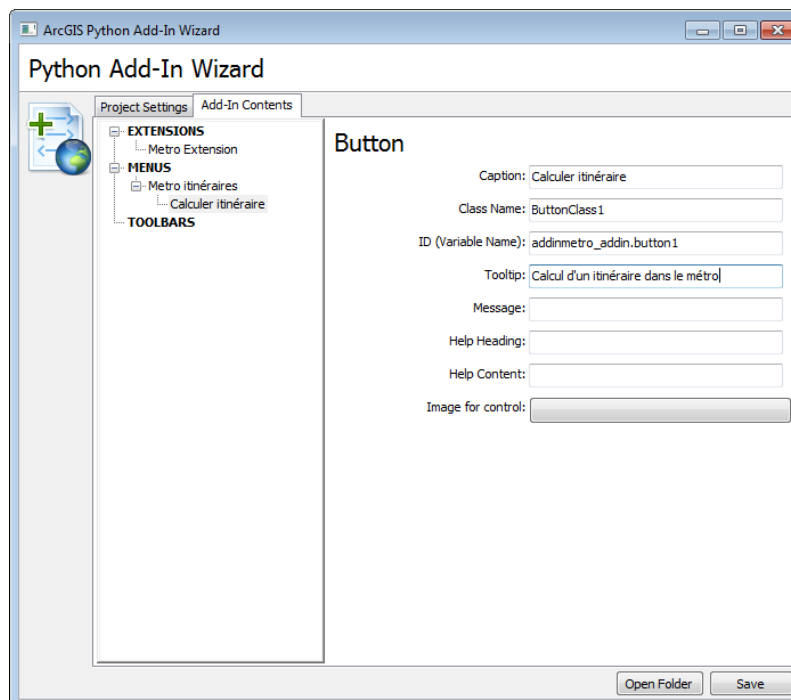 ArcGIS Python Add-In Wizard
Python Add-In Wizard
Project Settings
Add-In Contents
EXTENSIONS
Metro Extension
MENUS
Metro itinéraires
Calculer itinéraire
TOOLBARS
Button
Caption: Calculer itinéraire
Class Name: ButtonClass1
ID (Variable Name): addinmetro_addin.button1
Tooltip: Calcul d'un itinéraire dans le métro
Message:
Help Heading:
Help Content:
Image for control:
Open Folder
Save